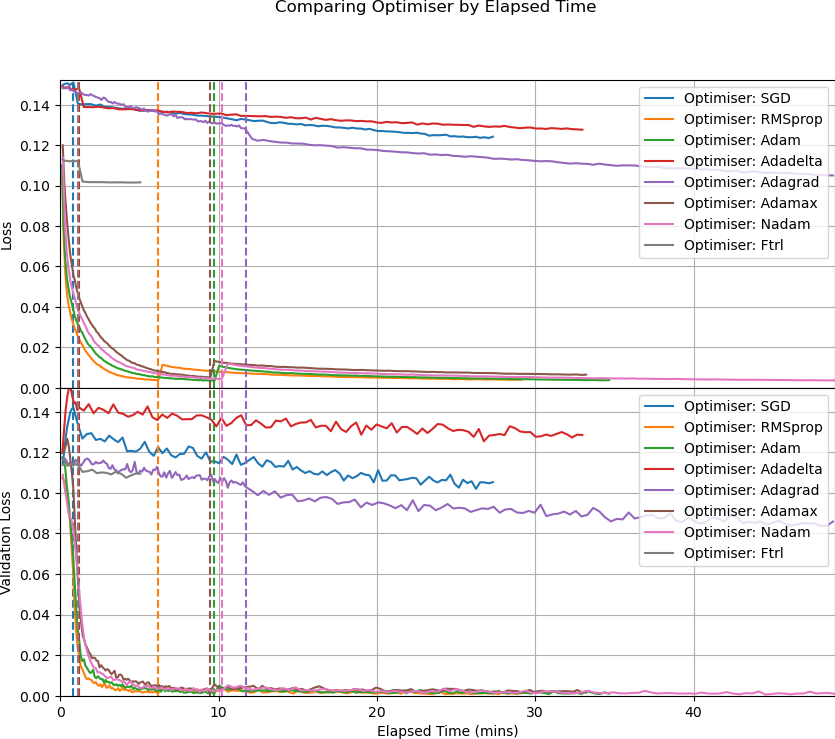 Comparing Optimiser by Elapsed Time
Loss
0.14
0.12
0.10
0.08
0.06
0.04
0.02
0.00
Optimiser: SGD
Optimiser: RMSprop
Optimiser: Adam
Optimiser: Adadelta
Optimiser: Adagrad
Optimiser: Adamax
Optimiser: Nadam
Optimiser: Ftrl
Validation Loss
0.14
0.12
0.10
0.08
0.06
0.04
0.02
0.00
Optimiser: SGD
Optimiser: RMSprop
Optimiser: Adam
Optimiser: Adadelta
Optimiser: Adagrad
Optimiser: Adamax
Optimiser: Nadam
Optimiser: Ftrl
0 10 20 30 40
Elapsed Time (mins)